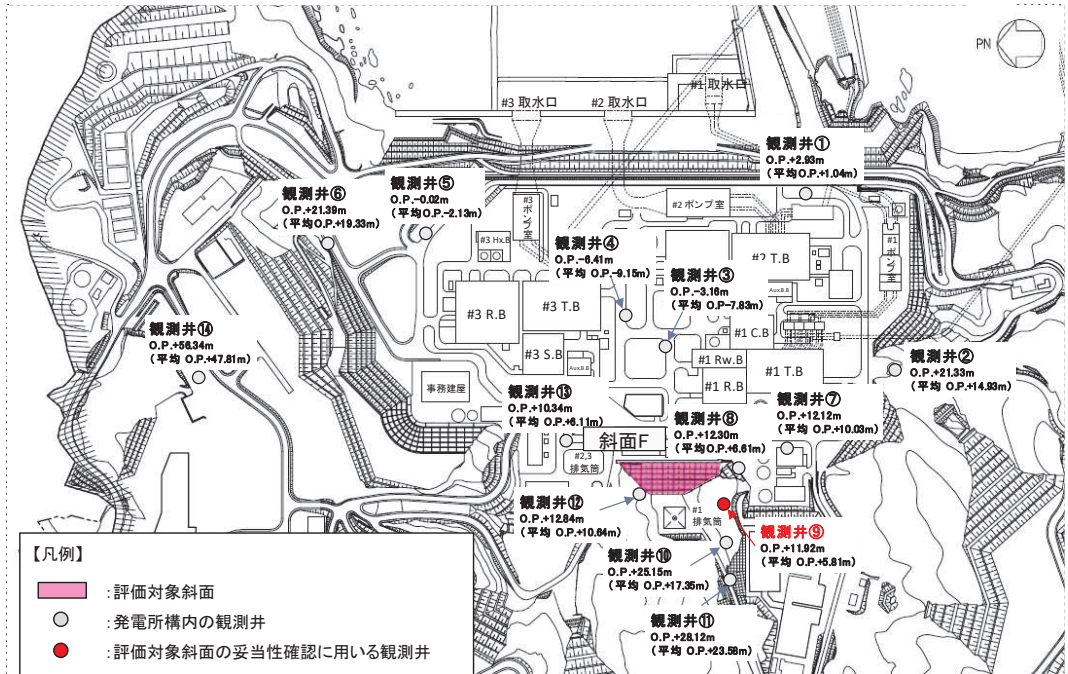 PN
#3 取水口
#2 取水口
#1 取水口
観測井①
O.P.+2.93m
(平均O.P.+1.04m)
観測井⑤
O.P.-0.02m
(平均O.P.-2.13m)
観測井⑥
O.P.+21.39m
(平均O.P.+19.33m)
#3
ポンプ
室
#2 ポンプ室
#1
ポンプ
室
#3 Hx.B
観測井④
O.P.-6.41m
(平均O.P.-9.15m)
#2 T.B
観測井③
O.P.-3.16m
(平均 O.P-7.83m)
Aux.B.B
#3 R.B
#3 T.B
#1 C.B
観測井⑭
O.P.+56.34m
(平均 O.P.+47.81m)
#3 S.B
Aux.B.B
#1 Rw.B
#1 T.B
#1 R.B
観測井②
O.P.+21.33m
(平均 O.P.+14.93m)
事務建屋
観測井⑬
O.P.+10.34m
(平均 O.P.+6.11m)
観測井⑦
O.P.+12.12m
(平均 O.P.+10.03m)
観測井⑧
O.P.+12.30m
(平均 O.P.+6.61m)
斜面F
#2,3
排気筒
観測井⑫
O.P.+12.84m
(平均 O.P.+10.64m)
#1
排気筒
観測井⑨
O.P.+11.92m
(平均 O.P.+5.81m)
観測井⑩
O.P.+25.15m
(平均 O.P.+17.35m)
観測井⑪
O.P.+28.12m
(平均 O.P.+23.58m)
【凡例】
:評価対象斜面
:発電所構内の観測井
:評価対象斜面の妥当性確認に用いる観測井